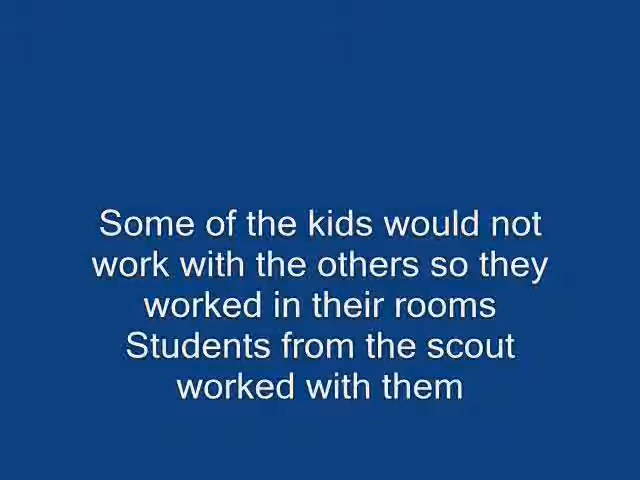 Some of the kids would not
work with the others so they
worked in their rooms
Students from the scout
worked with them